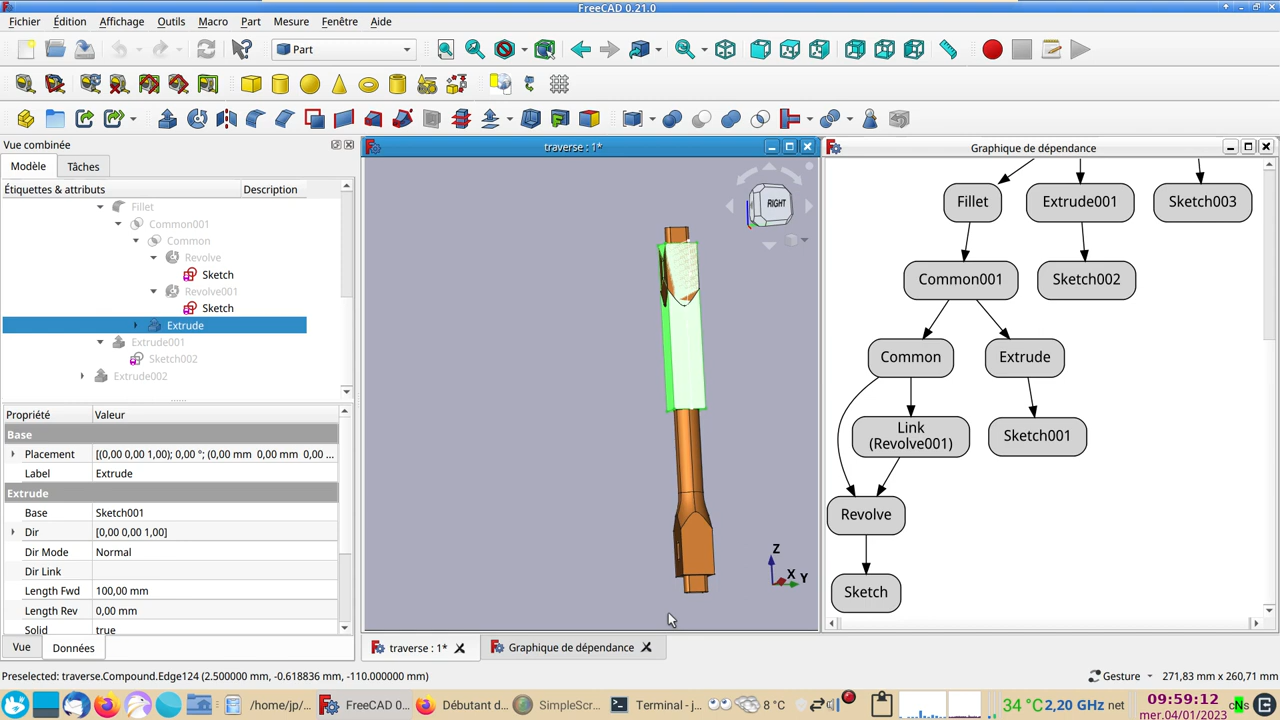 FreeCAD 0.21.0
Fichier Édition Affichage Outils Macro Part Mesure Fenêtre Aide
Part
Vue combinée
Modèle Tâches
Étiquettes & attributs Description
Fillet
Common001
Common
Revolve
Sketch
Revolve001
Sketch
Extrude
Extrude001
Sketch002
Extrude002
Propriété Valeur
Base
Placement [(0,00 0,00 1,00); 0,00 °; (0,00 mm 0,00 mm 0,00 ...
Label Extrude
Extrude
Base Sketch001
Dir [0,00 0,00 1,00]
Dir Mode Normal
Dir Link
Length Fwd 100,00 mm
Length Rev 0,00 mm
Solid true
Vue Données
traverse : 1*
RIGHT
Z
X
Y
Graphique de dépendance
Fillet Extrude001 Sketch003
Common001 Sketch002
Common Extrude
Link
(Revolve001)
Sketch001
Revolve
Sketch
traverse : 1* Graphique de dépendance
Preselected: traverse.Compound.Edge124 (2.500000 mm, -0.618836 mm, -110.000000 mm)
Gesture 271,83 mm x 260,71 mm
/home/jp/... FreeCAD 0... Débutant d... SimpleScr... Terminal - j... 8 °C 34 °C 2,20 GHz net 09:59:12
mer.04/01/2023